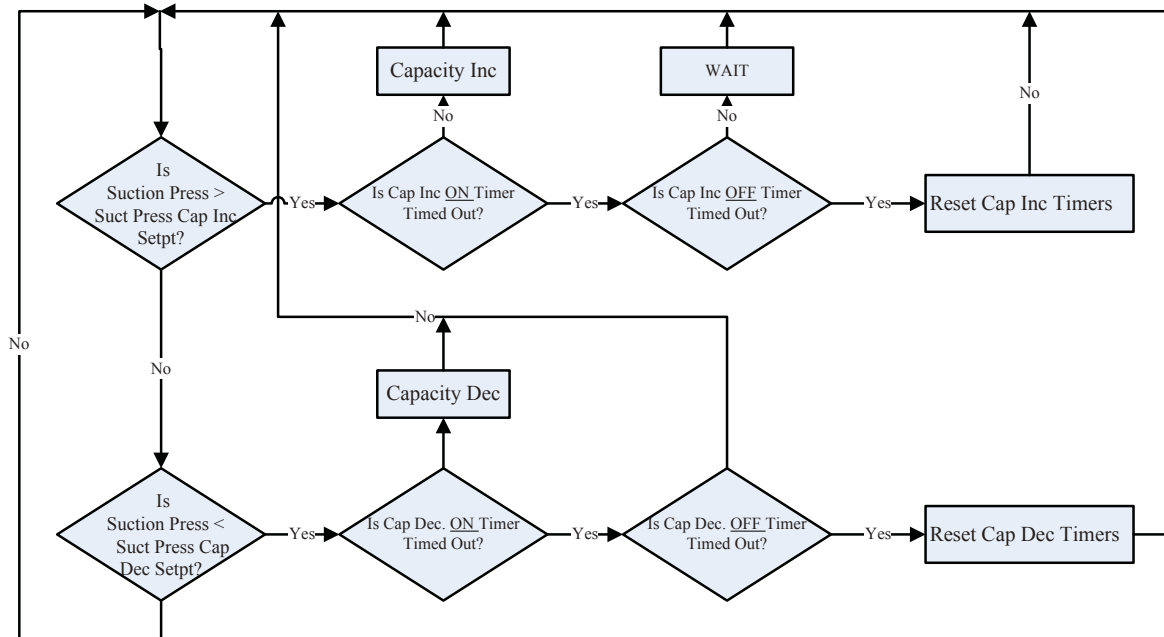 Capacity Inc
WAIT
No
No
No
Is
Suction Press >
Suct Press Cap Inc
Setpt?
Yes
Is Cap Inc ON Timer
Timed Out?
Yes
Is Cap Inc OFF Timer
Timed Out?
Yes
Reset Cap Inc Timers
No
No
No
Capacity Dec
Is
Suction Press <
Suct Press Cap
Dec Setpt?
Yes
Is Cap Dec. ON Timer
Timed Out?
Yes
Is Cap Dec. OFF Timer
Timed Out?
Yes
Reset Cap Dec Timers